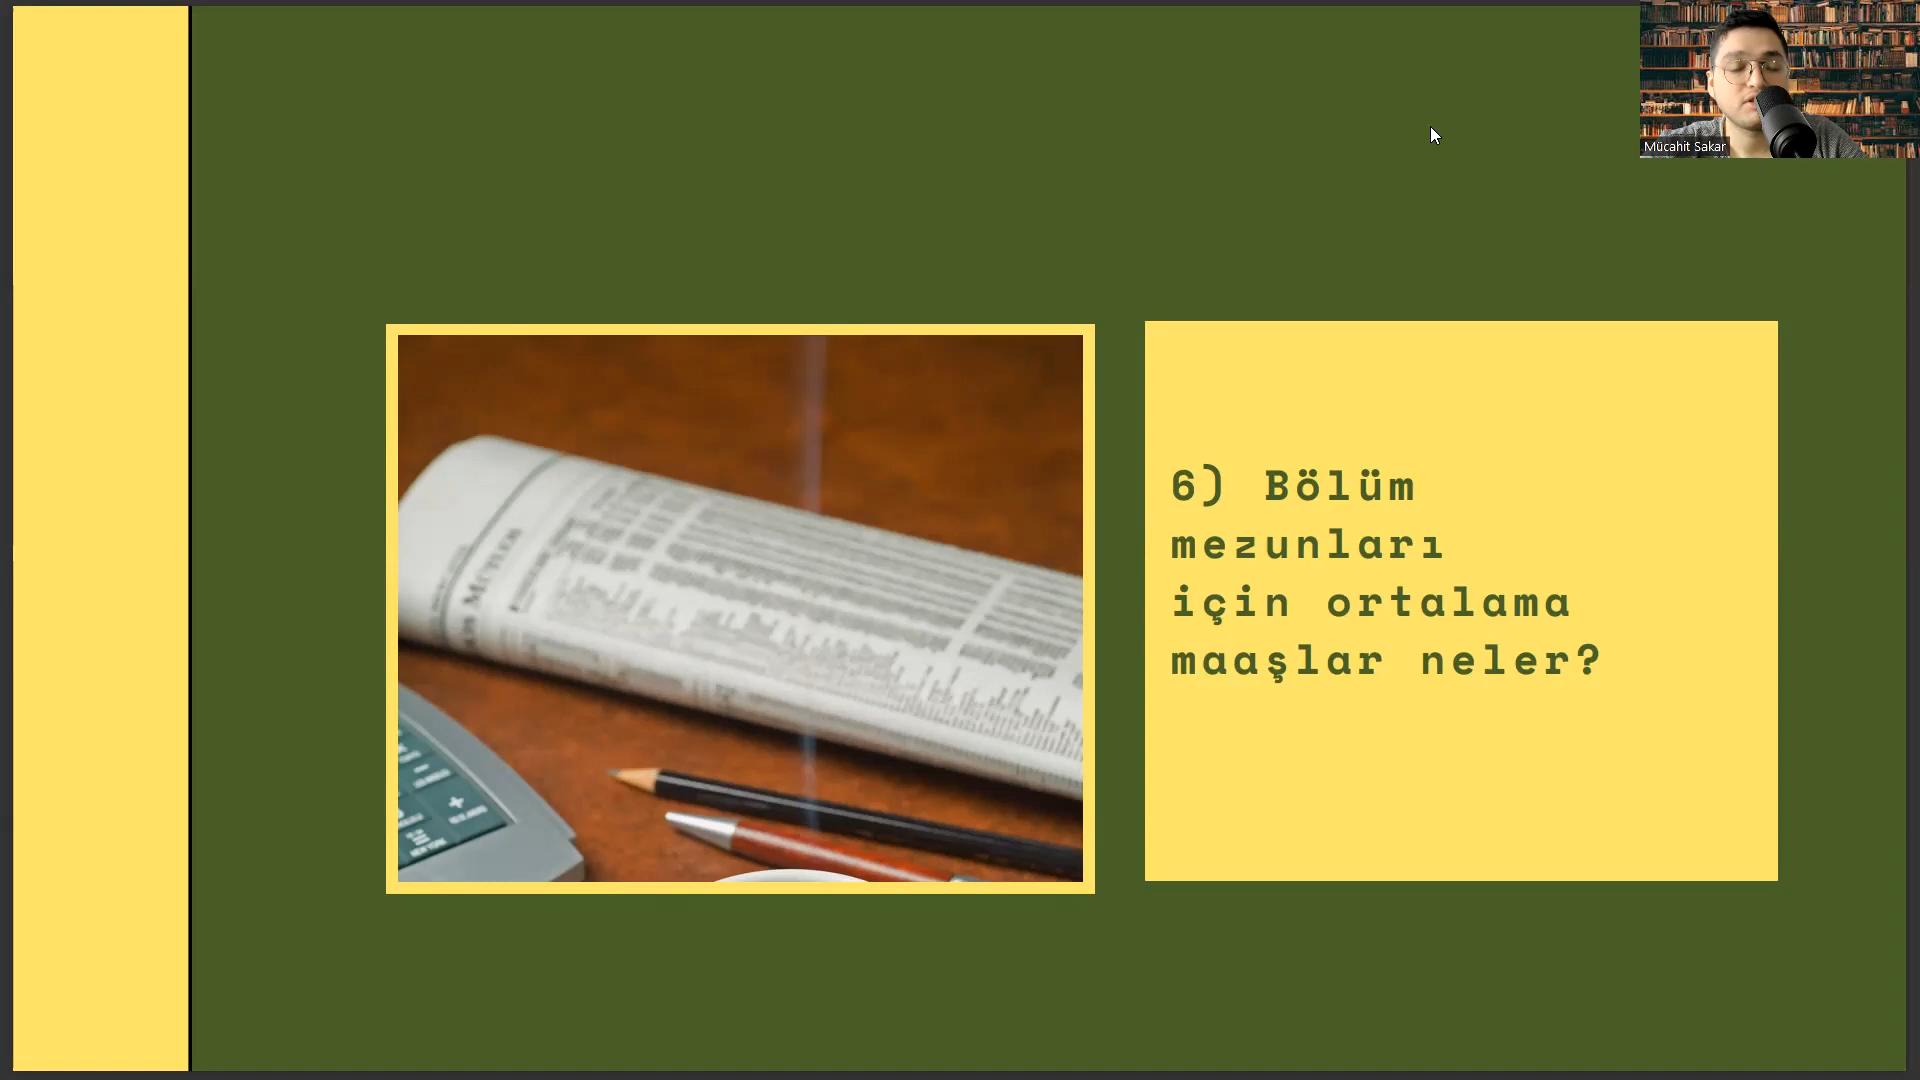 Mücahit Sakar
6) Bölüm
mezunları
için ortalama
maaşlar neler?